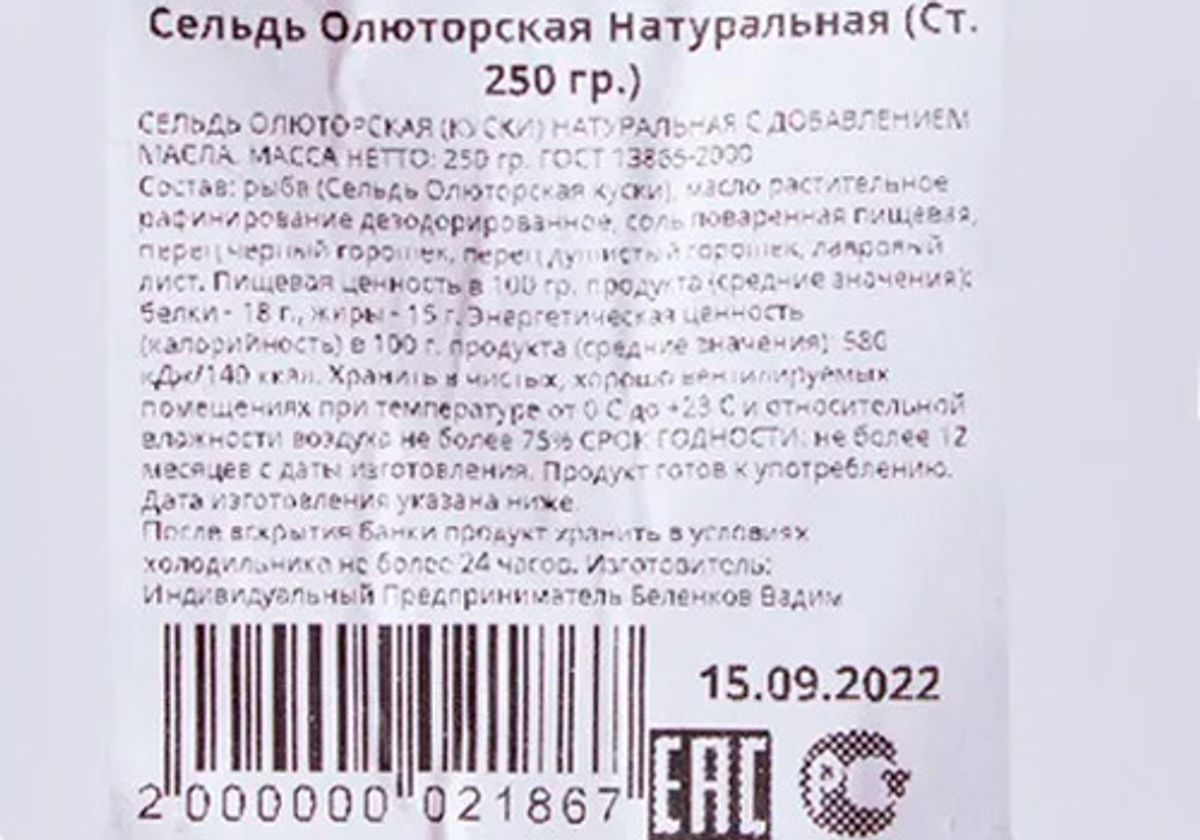 Сельдь Олюторская Натуральная (Ст.
250 гр.)
СЕЛЬДЬ ОЛЮТОРСКАЯ (КУСКИ) НАТУРАЛЬНАЯ С ДОБАВЛЕНИЕМ
МАСЛА. МАССА НЕТТО: 250 гр. ГОСТ 13865-2000
Состав: рыба (Сельдь Олюторская куски), масло растительное
рафинирование дезодорированное, соль поваренная пищевая,
перец черный горошек, перец душистый горошек, лавровый
лист. Пищевая ценность в 100 гр. продукта (средние значения):
белки - 18 г., жиры - 15 г. Энергетическая ценность
(калорийность) в 100 г. продукта (средние значения): 580
кДж/140 ккал. Хранить в чистых, хорошо вентилируемых
помещениях при температуре от 0 С до +23 С и относительной
влажности воздуха не более 75% СРОК ГОДНОСТИ: не более 12
месяцев с даты изготовления. Продукт готов к употреблению.
Дата изготовления указана ниже.
После вскрытия банки продукт хранить в условиях
холодильника не более 24 часов. Изготовитель:
Индивидуальный Предприниматель Беленков Вадим
15.09.2022
2 000000 021867
EAC